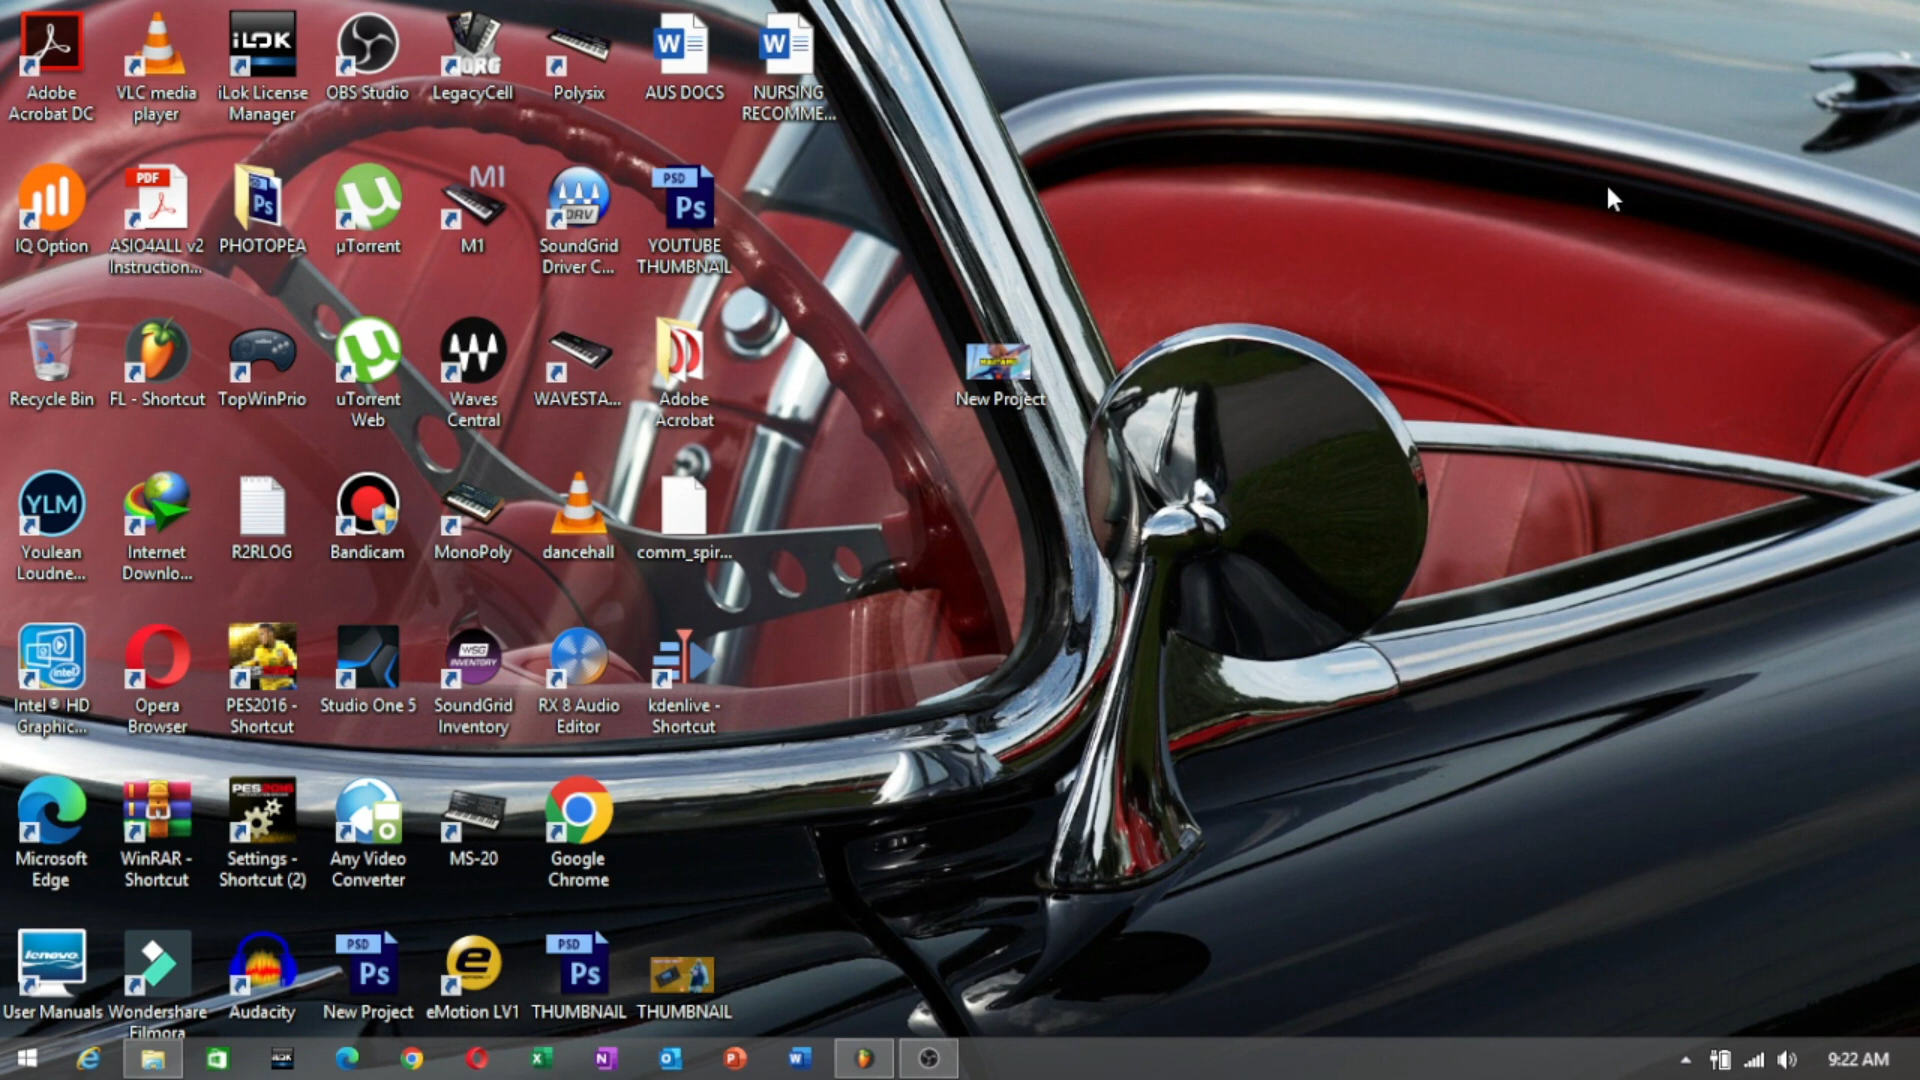 Adobe
Acrobat DC
VLC media
player
iLOK
iLok License
Manager
OBS Studio
KORG
LegacyCell
Polysix
W
AUS DOCS
W
NURSING
RECOMME...
IQ Option
PDF
ASIO4ALL v2
Instruction...
Ps
PHOTOPEA
µ
µTorrent
M1
M1
DRV
SoundGrid
Driver C...
PSD
Ps
YOUTUBE
THUMBNAIL
Recycle Bin
FL - Shortcut
TopWinPrio
µ
uTorrent
Web
Waves
Central
WAVESTA...
Adobe
Acrobat
New Project
YLM
Youlean
Loudne...
Internet
Downlo...
R2RLOG
Bandicam
MonoPoly
dancehall
comm_spir...
intel
Intel® HD
Graphic...
Opera
Browser
PES2016 -
Shortcut
Studio One 5
WSG
INVENTORY
SoundGrid
Inventory
RX 8 Audio
Editor
kdenlive -
Shortcut
Microsoft
Edge
WinRAR -
Shortcut
PES2016
Settings -
Shortcut (2)
Any Video
Converter
MS-20
Google
Chrome
lenovo
User Manuals
Wondershare
Filmora
Audacity
PSD
Ps
New Project
e
eMotion LV1
PSD
Ps
THUMBNAIL
THUMBNAIL
iLOK
N
W
9:22 AM